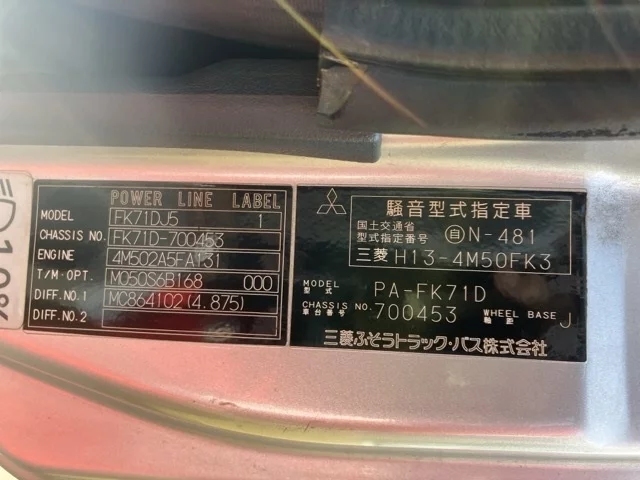 POWER LINE LABEL
MODEL FK71DJ5 1
CHASSIS NO. FK71D-700453
ENGINE 4M502A5FA131
T/M·OPT. M050S6B168 000
DIFF.NO.1 MC864102(4.875)
DIFF.NO.2
騒音型式指定車
国土交通省
型式指定番号 自 N-481
三菱 H13-4M50FK3
MODEL
型式 PA-FK71D
CHASSIS NO.
車台番号 700453 WHEEL BASE
軸距 J
三菱ふそうトラック・バス株式会社